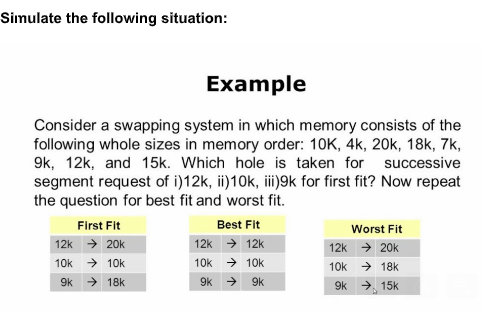 Simulate the following situation:
Example
Consider a swapping system in which memory consists of the
following whole sizes in memory order: 10K, 4k, 20k, 18k, 7k,
9k, 12k, and 15k. Which hole is taken for successive
segment request of i)12k, ii)10k, iii)9k for first fit? Now repeat
the question for best fit and worst fit.
First Fit
12k → 20k
10k → 10k
9k → 18k
Best Fit
12k → 12k
10k → 10k
9k → 9k
Worst Fit
12k → 20k
10k → 18k
9k → 15k